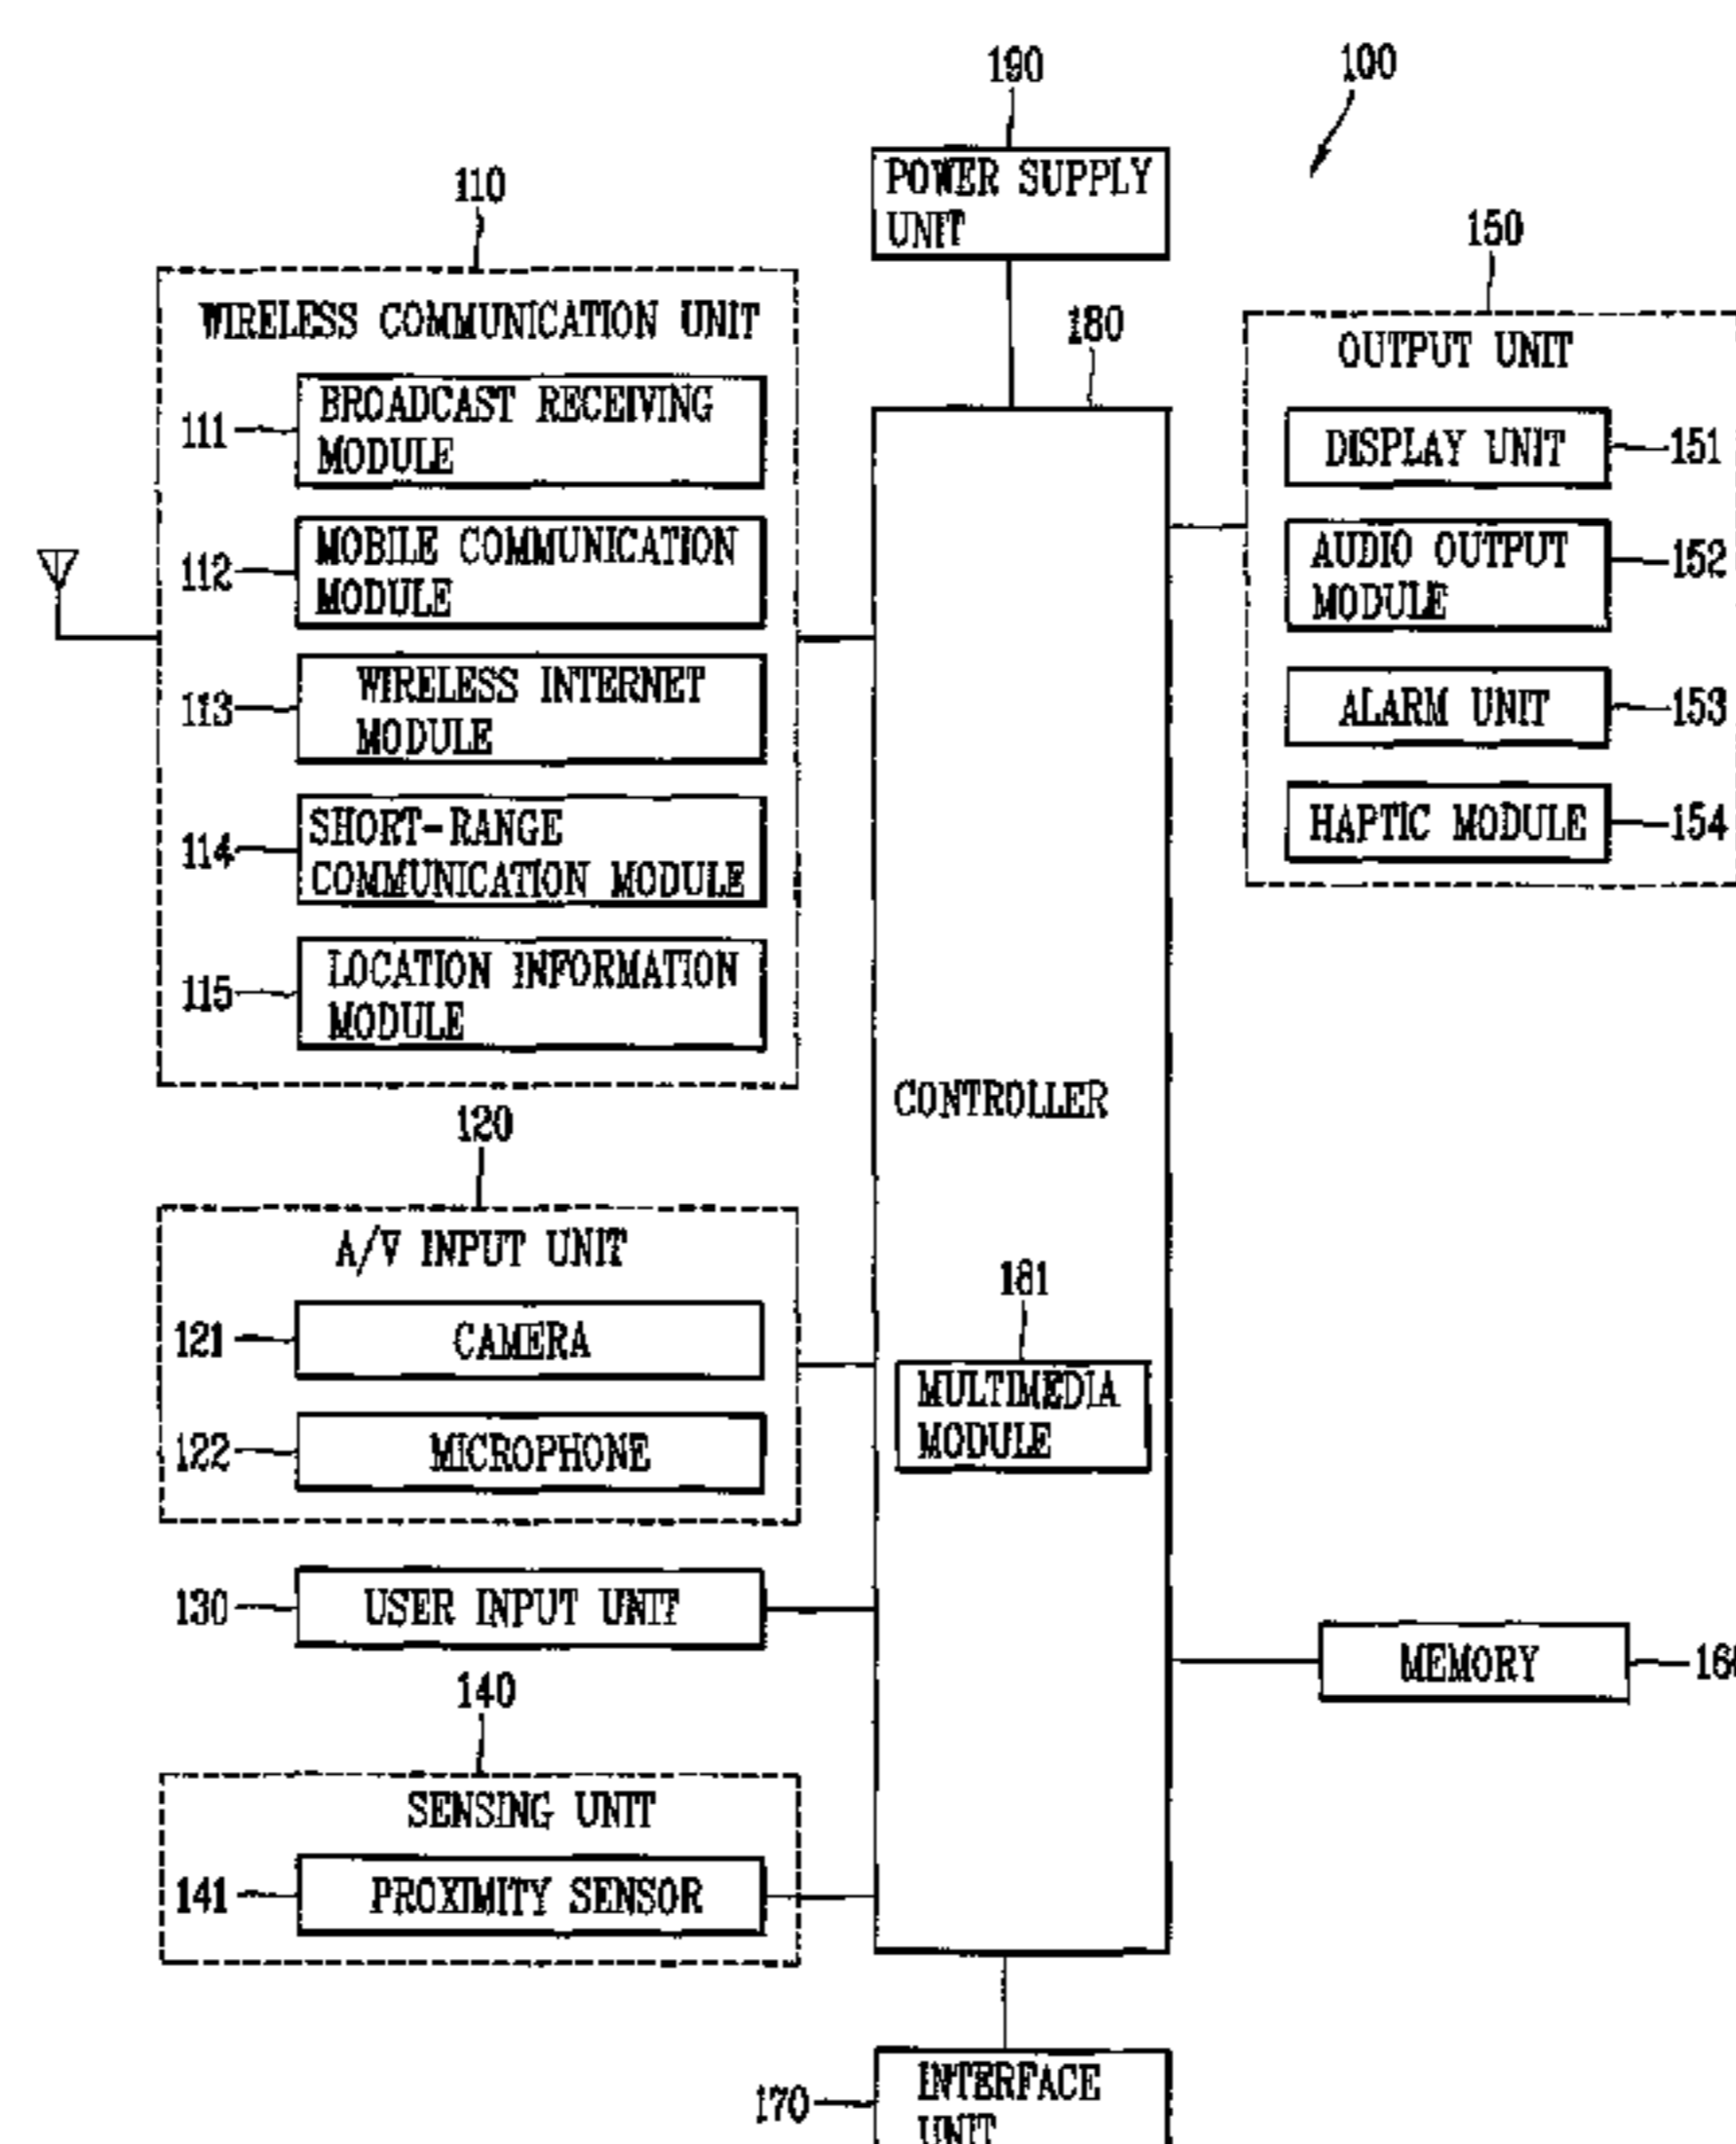 190
100
POWER SUPPLY
UNIT
110
WIRELESS COMMUNICATION UNIT
111
BROADCAST RECEIVING
MODULE
112
MOBILE COMMUNICATION
MODULE
113
WIRELESS INTERNET
MODULE
114
SHORT-RANGE
COMMUNICATION MODULE
115
LOCATION INFORMATION
MODULE
120
A/V INPUT UNIT
121
CAMERA
122
MICROPHONE
130
USER INPUT UNIT
140
SENSING UNIT
141
PROXIMITY SENSOR
180
CONTROLLER
181
MULTIMEDIA
MODULE
150
OUTPUT UNIT
DISPLAY UNIT
151
AUDIO OUTPUT
MODULE
152
ALARM UNIT
153
HAPTIC MODULE
154
MEMORY
170
INTERFACE
UNIT